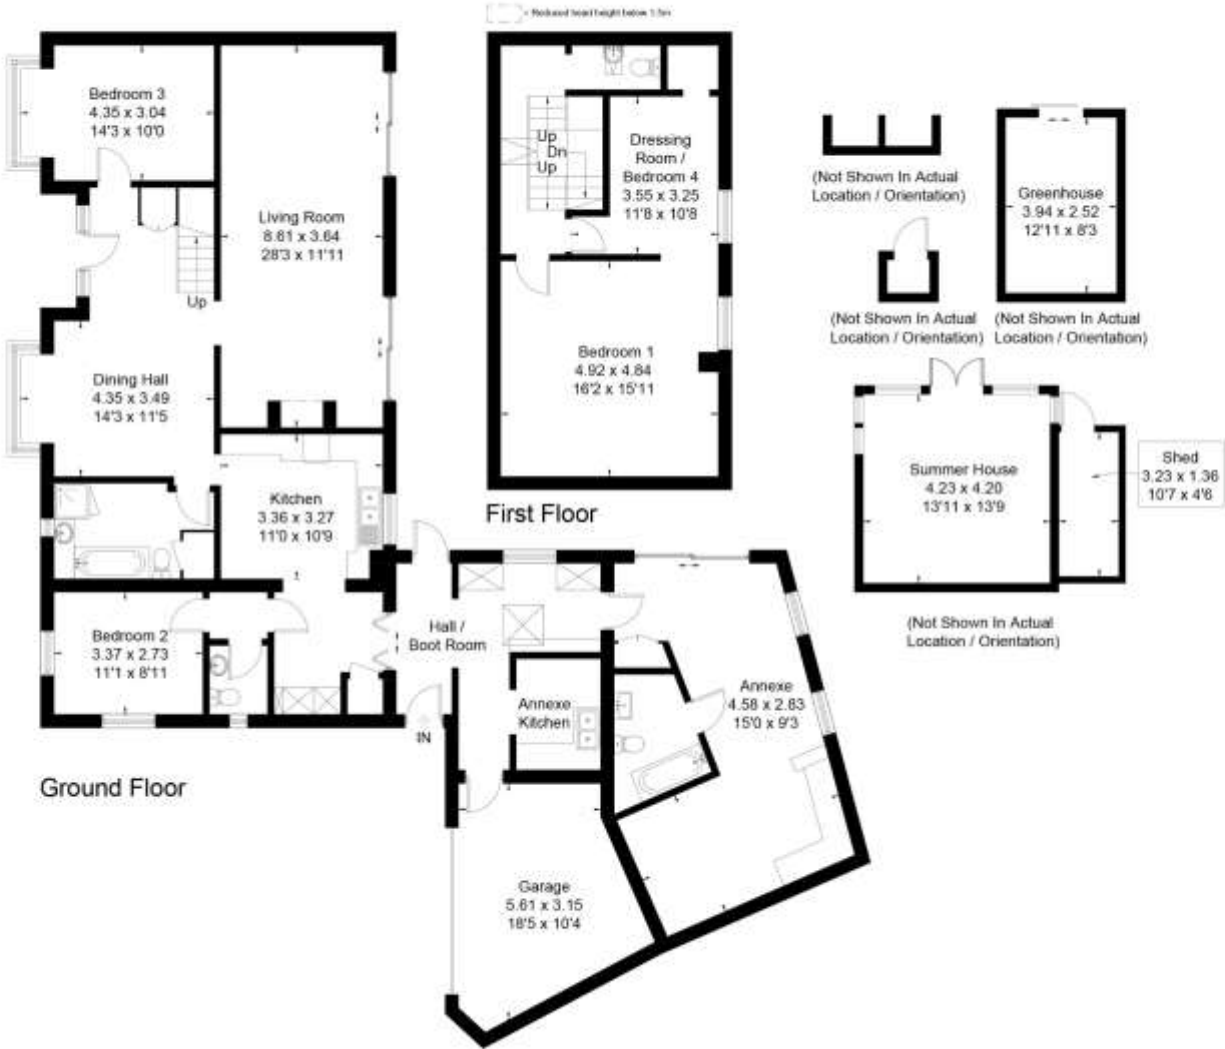 = Reduced head height below 1.5m
Bedroom 3
4.35 x 3.04
14'3 x 10'0
Living Room
8.61 x 3.64
28'3 x 11'11
Up
Dining Hall
4.35 x 3.49
14'3 x 11'5
Kitchen
3.36 x 3.27
11'0 x 10'9
Bedroom 2
3.37 x 2.73
11'1 x 8'11
Hall /
Boot Room
IN
Annexe
Kitchen
Annexe
4.58 x 2.83
15'0 x 9'3
Garage
5.61 x 3.15
18'5 x 10'4
Ground Floor
Up
Dn
Up
Dressing
Room /
Bedroom 4
3.55 x 3.25
11'8 x 10'8
Bedroom 1
4.92 x 4.84
16'2 x 15'11
First Floor
(Not Shown In Actual
Location / Orientation)
Greenhouse
3.94 x 2.52
12'11 x 8'3
(Not Shown In Actual
Location / Orientation)
(Not Shown In Actual
Location / Orientation)
Summer House
4.23 x 4.20
13'11 x 13'9
Shed
3.23 x 1.36
10'7 x 4'6
(Not Shown In Actual
Location / Orientation)